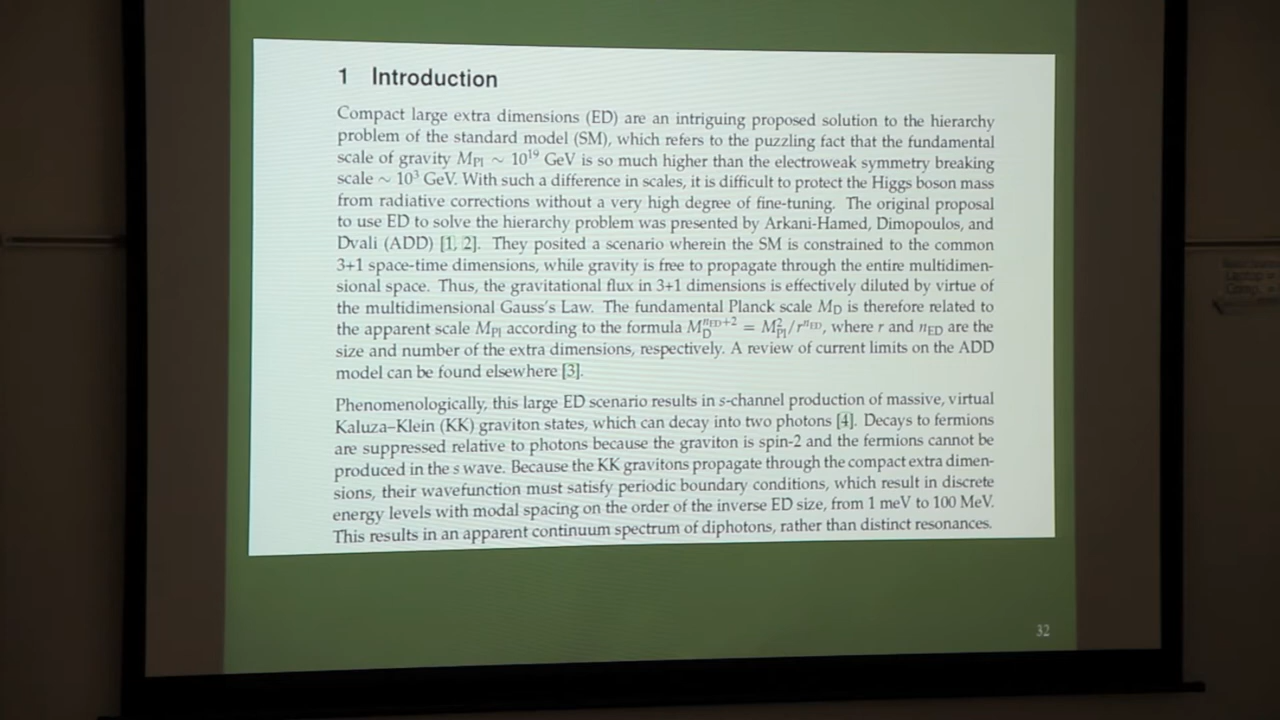 1 Introduction
Compact large extra dimensions (ED) are an intriguing proposed solution to the hierarchy
problem of the standard model (SM), which refers to the puzzling fact that the fundamental
scale of gravity M_Pl ∼ 10^19 GeV is so much higher than the electroweak symmetry breaking
scale ∼ 10^3 GeV. With such a difference in scales, it is difficult to protect the Higgs boson mass
from radiative corrections without a very high degree of fine-tuning. The original proposal
to use ED to solve the hierarchy problem was presented by Arkani-Hamed, Dimopoulos, and
Dvali (ADD) [1, 2]. They posited a scenario wherein the SM is constrained to the common
3+1 space-time dimensions, while gravity is free to propagate through the entire multidimen-
sional space. Thus, the gravitational flux in 3+1 dimensions is effectively diluted by virtue of
the multidimensional Gauss's Law. The fundamental Planck scale M_D is therefore related to
the apparent scale M_Pl according to the formula M_D^{n_ED+2} = M_Pl^2/r^{n_ED}, where r and n_ED are the
size and number of the extra dimensions, respectively. A review of current limits on the ADD
model can be found elsewhere [3].
Phenomenologically, this large ED scenario results in s-channel production of massive, virtual
Kaluza–Klein (KK) graviton states, which can decay into two photons [4]. Decays to fermions
are suppressed relative to photons because the graviton is spin-2 and the fermions cannot be
produced in the s wave. Because the KK gravitons propagate through the compact extra dimen-
sions, their wavefunction must satisfy periodic boundary conditions, which result in discrete
energy levels with modal spacing on the order of the inverse ED size, from 1 meV to 100 MeV.
This results in an apparent continuum spectrum of diphotons, rather than distinct resonances.
32